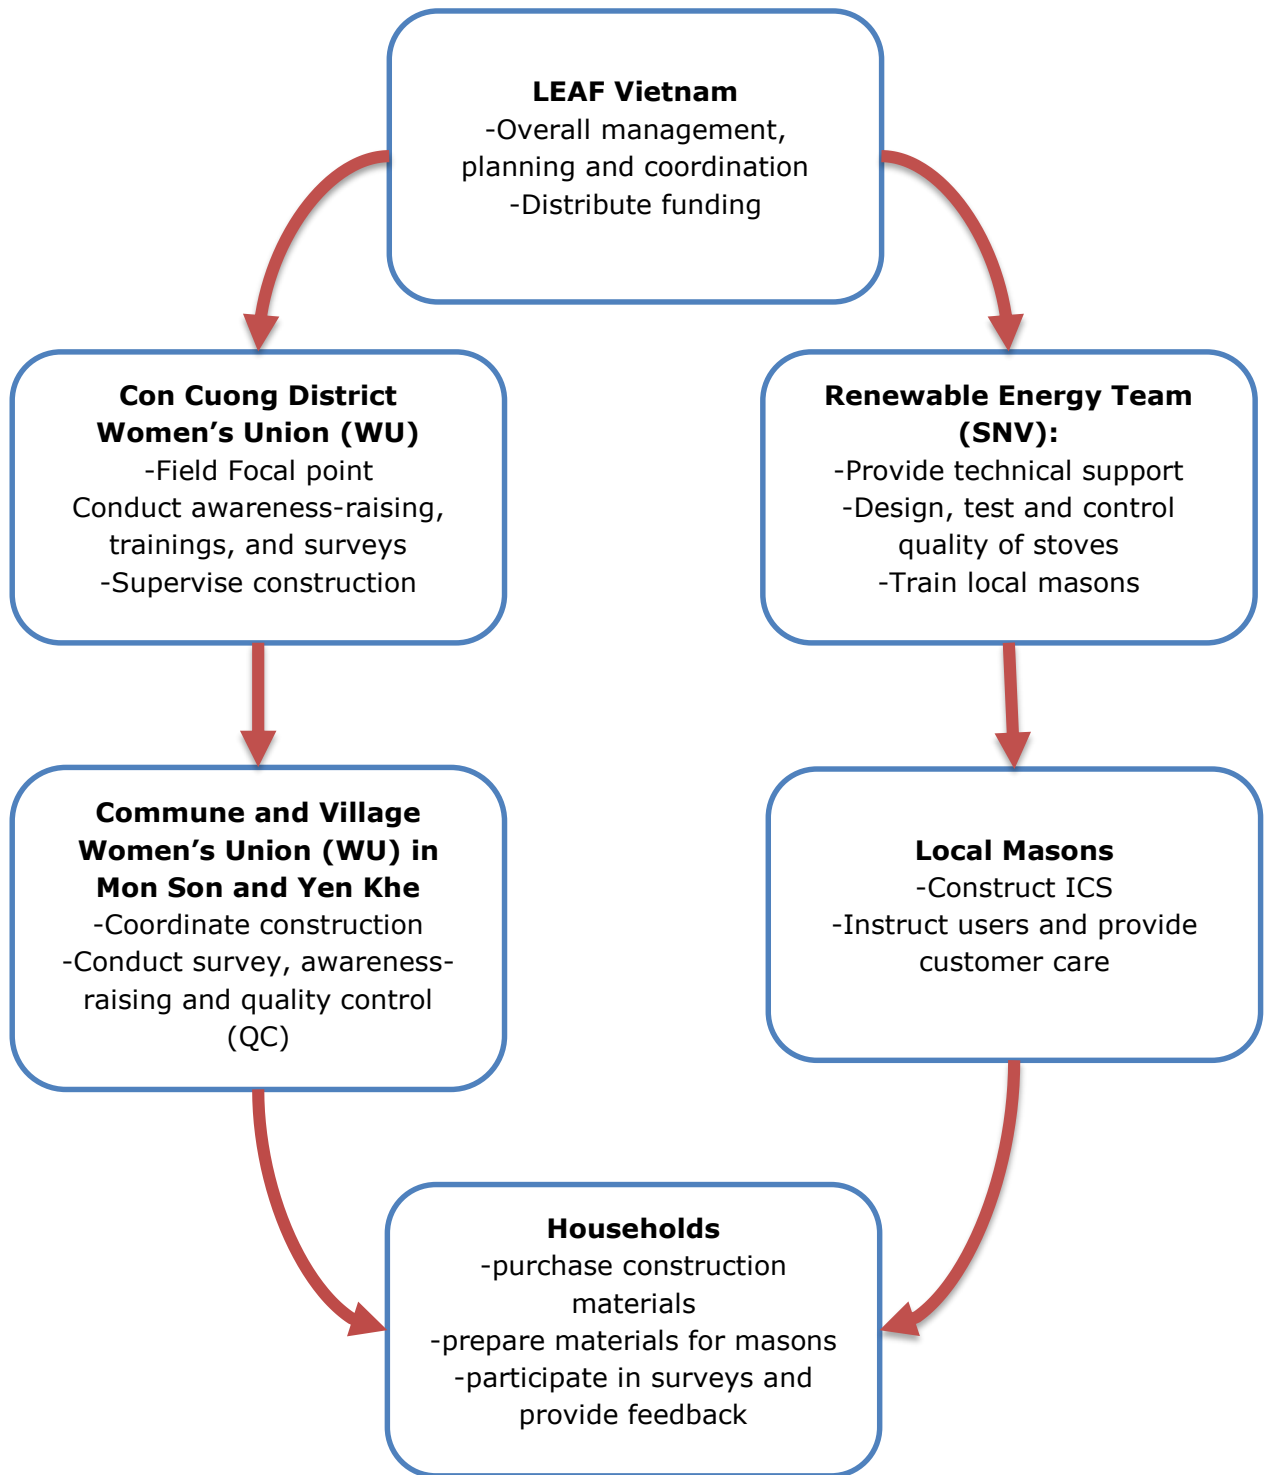 LEAF Vietnam
-Overall management,
planning and coordination
-Distribute funding
Con Cuong District
Women’s Union (WU)
-Field Focal point
Conduct awareness-raising,
trainings, and surveys
-Supervise construction
Renewable Energy Team
(SNV):
-Provide technical support
-Design, test and control
quality of stoves
-Train local masons
Commune and Village
Women’s Union (WU) in
Mon Son and Yen Khe
-Coordinate construction
-Conduct survey, awareness-
raising and quality control
(QC)
Local Masons
-Construct ICS
-Instruct users and provide
customer care
Households
-purchase construction
materials
-prepare materials for masons
-participate in surveys and
provide feedback